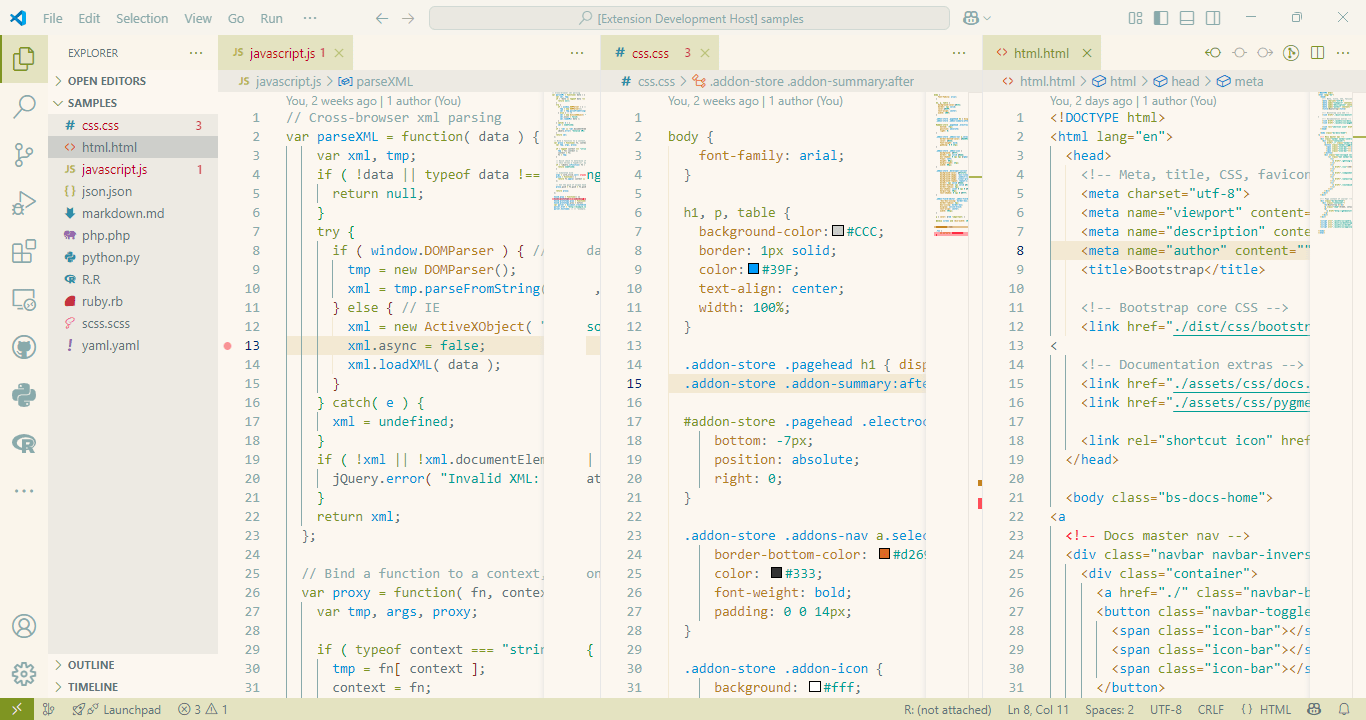 File Edit Selection View Go Run ··· [Extension Development Host] samples
EXPLORER ···
OPEN EDITORS
SAMPLES
css.css 3
html.html
javascript.js 1
json.json
markdown.md
php.php
python.py
R.R
ruby.rb
scss.scss
yaml.yaml
OUTLINE
TIMELINE
JS javascript.js 1
JS javascript.js > parseXML
You, 2 weeks ago | 1 author (You)
1 // Cross-browser xml parsing
2 var parseXML = function( data ) {
3 var xml, tmp;
4 if ( !data || typeof data !== ng
5 return null;
6 }
7 try {
8 if ( window.DOMParser ) { // da
9 tmp = new DOMParser();
10 xml = tmp.parseFromString( ,
11 } else { // IE
12 xml = new ActiveXObject( " so
13 xml.async = false;
14 xml.loadXML( data );
15 }
16 } catch( e ) {
17 xml = undefined;
18 }
19 if ( !xml || !xml.documentElem |
20 jQuery.error( "Invalid XML: at
21 }
22 return xml;
23 };
24
25 // Bind a function to a context, on
26 var proxy = function( fn, contex
27 var tmp, args, proxy;
28
29 if ( typeof context === "strin {
30 tmp = fn[ context ];
31 context = fn;
# css.css 3
# css.css > .addon-store .addon-summary:after
You, 2 weeks ago | 1 author (You)
1
2 body {
3 font-family: arial;
4 }
5
6 h1, p, table {
7 background-color: #CCC;
8 border: 1px solid;
9 color: #39F;
10 text-align: center;
11 width: 100%;
12 }
13
14 .addon-store .pagehead h1 { disp
15 .addon-store .addon-summary:afte
16
17 #addon-store .pagehead .electroc
18 bottom: -7px;
19 position: absolute;
20 right: 0;
21 }
22
23 .addon-store .addons-nav a.selec
24 border-bottom-color: #d269
25 color: #333;
26 font-weight: bold;
27 padding: 0 0 14px;
28 }
29
30 .addon-store .addon-icon {
31 background: #fff;
html.html
html.html > html > head > meta
You, 2 days ago | 1 author (You)
1 <!DOCTYPE html>
2 <html lang="en">
3 <head>
4 <!-- Meta, title, CSS, favicon
5 <meta charset="utf-8">
6 <meta name="viewport" content=
7 <meta name="description" conte
8 <meta name="author" content=""
9 <title>Bootstrap</title>
10
11 <!-- Bootstrap core CSS -->
12 <link href="./dist/css/bootstr
13 <
14 <!-- Documentation extras -->
15 <link href="./assets/css/docs.
16 <link href="./assets/css/pygme
17
18 <link rel="shortcut icon" href
19 </head>
20
21 <body class="bs-docs-home">
22 <a
23 <!-- Docs master nav -->
24 <div class="navbar navbar-invers
25 <div class="container">
26 <a href="./" class="navbar-b
27 <button class="navbar-toggle
28 <span class="icon-bar"></s
29 <span class="icon-bar"></s
30 <span class="icon-bar"></s
31 </button>
Launchpad 3 1 R: (not attached) Ln 8, Col 11 Spaces: 2 UTF-8 CRLF {} HTML